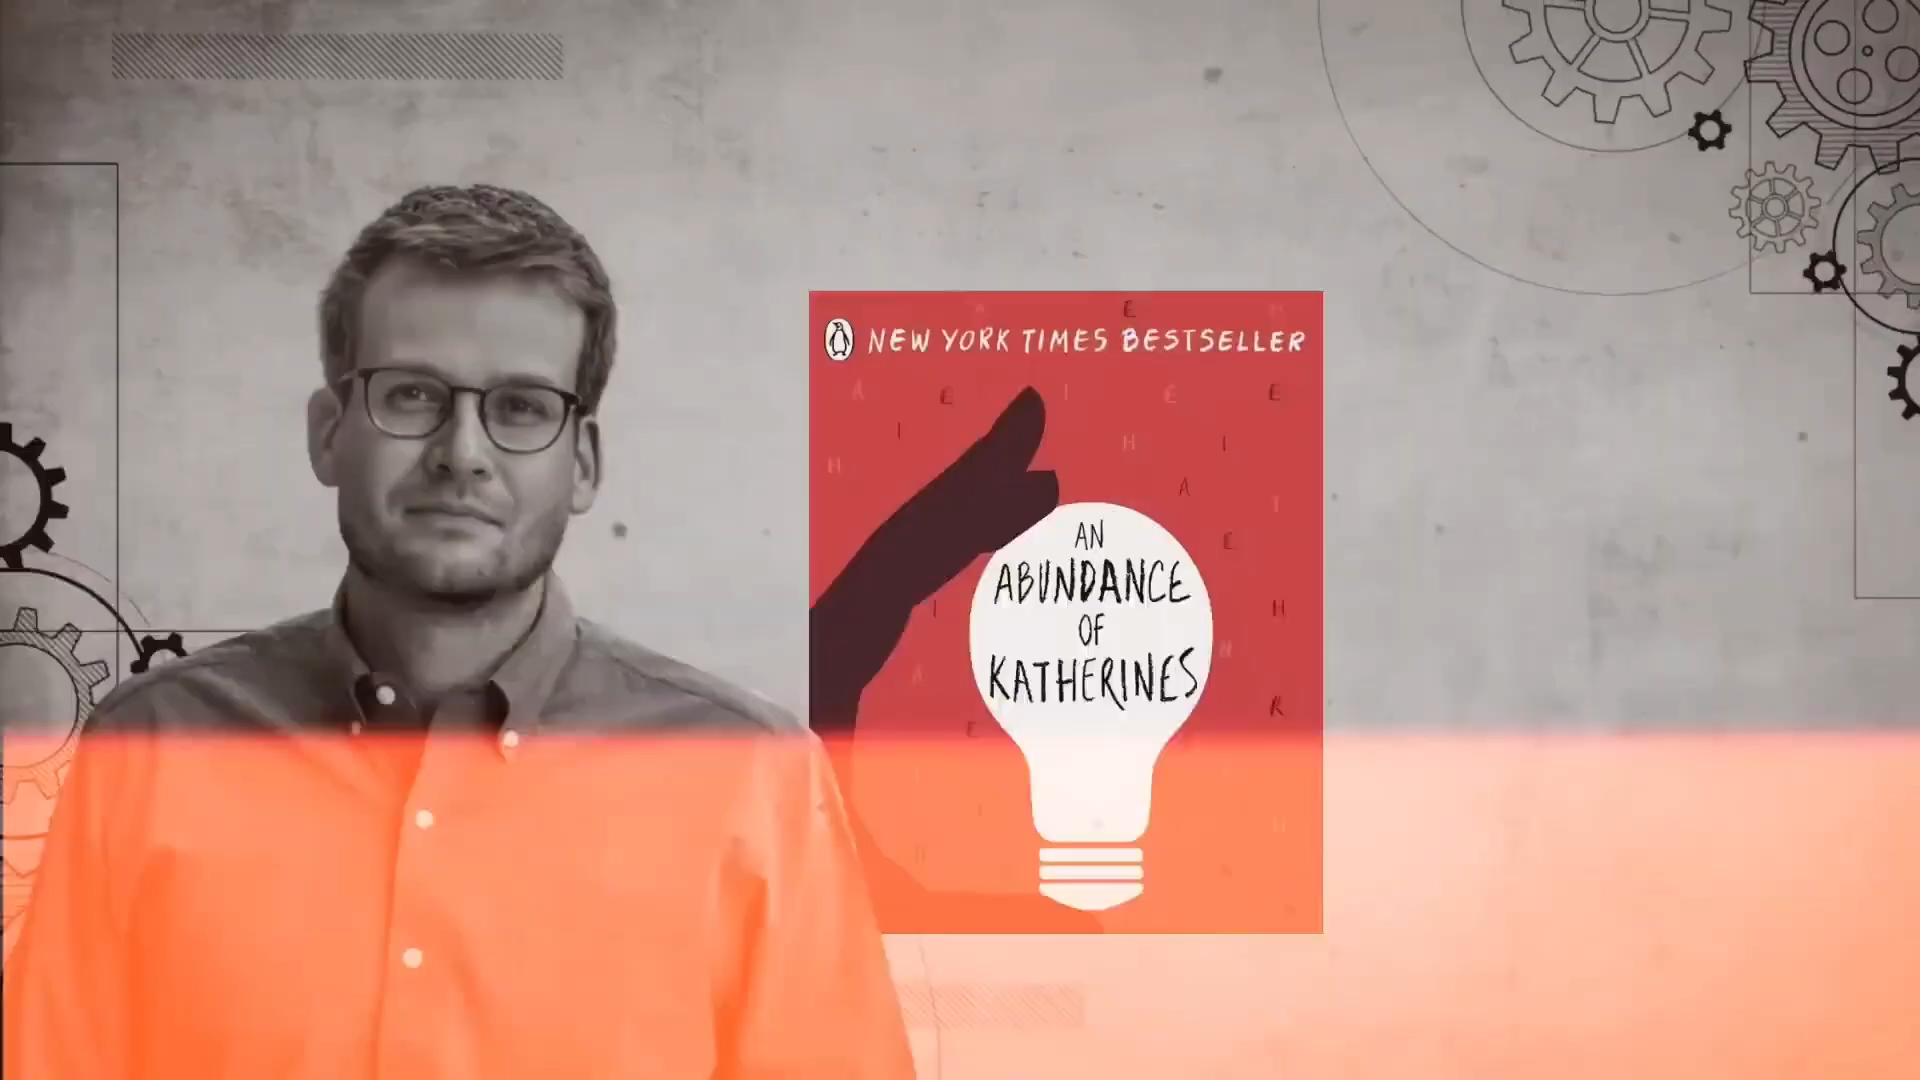 NEW YORK TIMES BESTSELLER
AN
ABUNDANCE
OF
KATHERINES